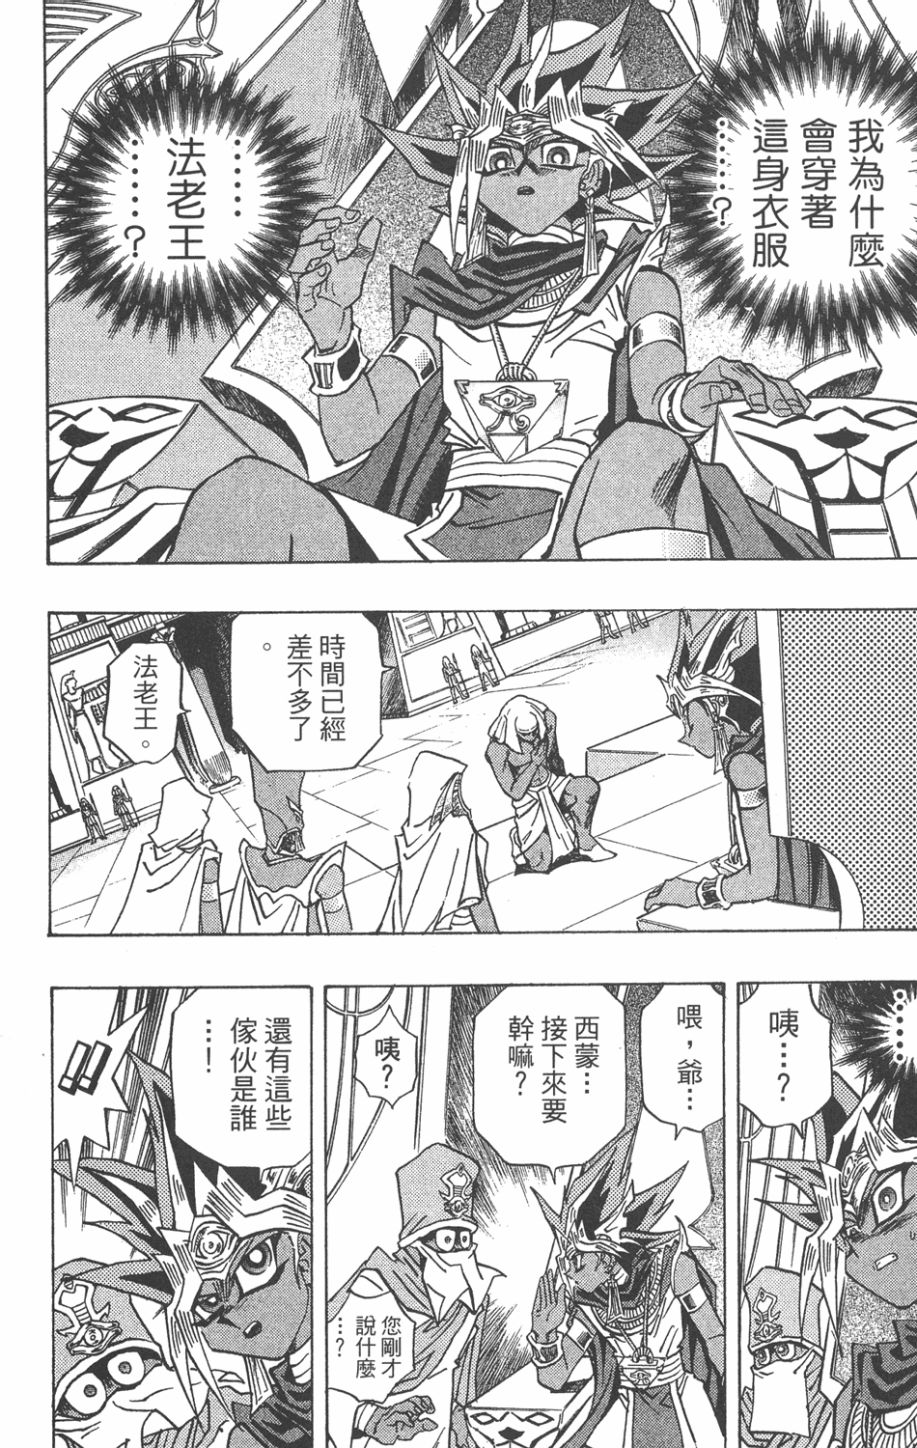 我為什麼
會穿著
這身衣服
……？
……
法老王
…？
時間已經
差不多了
。
法老王。
……
咦…？
喂，爺…
西蒙…
接下來要
幹嘛？
咦？
您剛才
說什麼
…？
還有這些
傢伙是誰
…！
!!